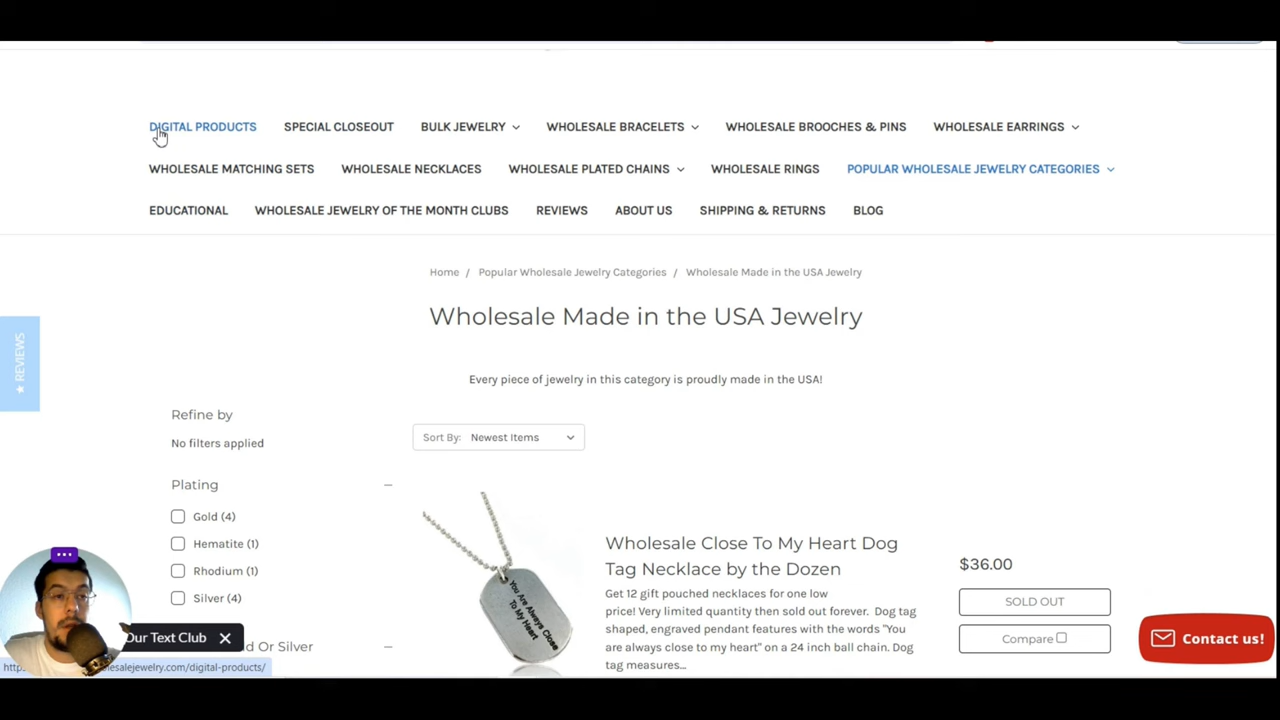 DIGITAL PRODUCTS SPECIAL CLOSEOUT BULK JEWELRY WHOLESALE BRACELETS WHOLESALE BROOCHES & PINS WHOLESALE EARRINGS
WHOLESALE MATCHING SETS WHOLESALE NECKLACES WHOLESALE PLATED CHAINS WHOLESALE RINGS POPULAR WHOLESALE JEWELRY CATEGORIES
EDUCATIONAL WHOLESALE JEWELRY OF THE MONTH CLUBS REVIEWS ABOUT US SHIPPING & RETURNS BLOG
Home / Popular Wholesale Jewelry Categories / Wholesale Made in the USA Jewelry
Wholesale Made in the USA Jewelry
Every piece of jewelry in this category is proudly made in the USA!
★ REVIEWS
Refine by
No filters applied
Sort By: Newest Items
Plating
Gold (4)
Hematite (1)
Rhodium (1)
Silver (4)
d Or Silver
You Are Always Close
To My Heart
Wholesale Close To My Heart Dog
Tag Necklace by the Dozen
Get 12 gift pouched necklaces for one low
price! Very limited quantity then sold out forever. Dog tag
shaped, engraved pendant features with the words "You
are always close to my heart" on a 24 inch ball chain. Dog
tag measures...
$36.00
SOLD OUT
Compare
Contact us!
Our Text Club
olesalejewelry.com/digital-products/